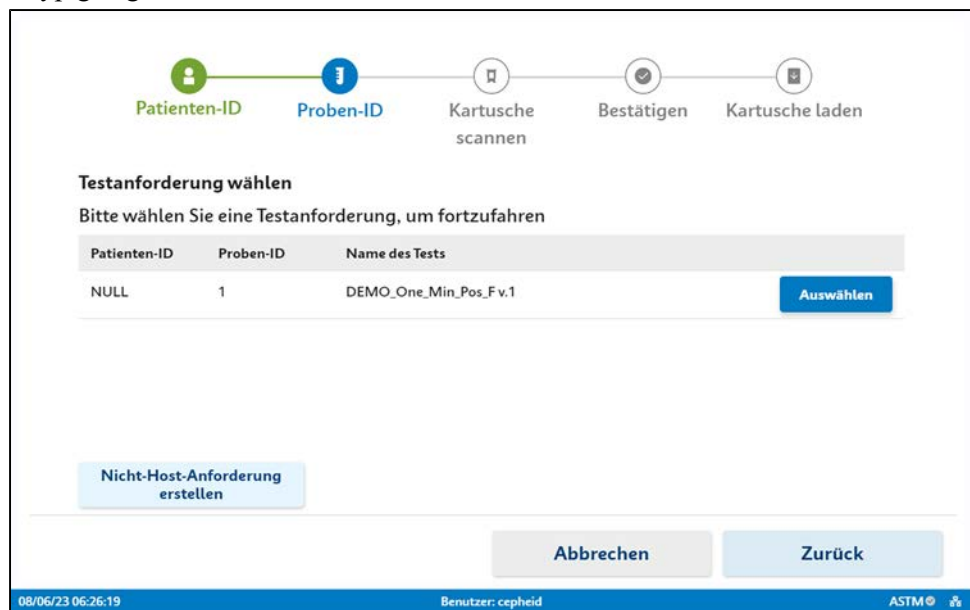 Patienten-ID Proben-ID Kartusche scannen Bestätigen Kartusche laden
Testanforderung wählen
Bitte wählen Sie eine Testanforderung, um fortzufahren
Patienten-ID Proben-ID Name des Tests
NULL 1 DEMO_One_Min_Pos_F v.1 Auswählen
Nicht-Host-Anforderung
erstellen
Abbrechen Zurück
08/06/23 06:26:19 Benutzer: cepheid ASTM